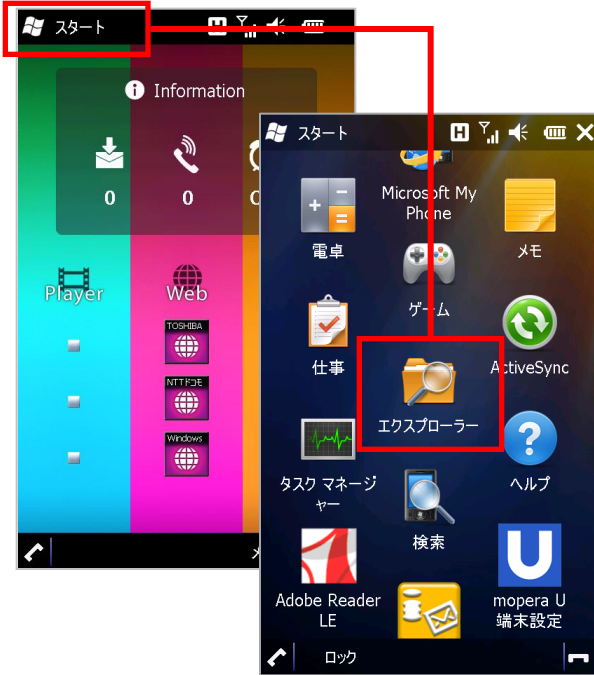 スタート
H
Information
0
0
Player
Web
TOSHIBA
NTTドコモ
Windows
スタート
H
Microsoft My
Phone
電卓
メモ
ゲーム
仕事
ActiveSync
エクスプローラー
タスク マネージ
ャー
ヘルプ
検索
Adobe Reader
LE
mopera U
端末設定
ロック